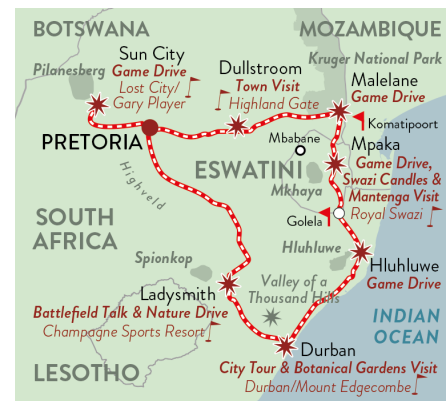 BOTSWANA
MOZAMBIQUE
Sun City
Game Drive
Lost City/
Gary Player
Pilanesberg
Kruger National Park
Dullstroom
Town Visit
Highland Gate
Malelane
Game Drive
Komatipoort
PRETORIA
Mbabane
Mpaka
Game Drive,
Swazi Candles &
Mantenga Visit
Royal Swazi
ESWATINI
Mkhaya
Highveld
Golela
SOUTH
AFRICA
Hluhluwe
Spionkop
Hluhluwe
Game Drive
Valley of a
Thousand Hills
Ladysmith
Battlefield Talk & Nature Drive
Champagne Sports Resort
INDIAN
OCEAN
Durban
City Tour & Botanical Gardens Visit
Durban/Mount Edgecombe
LESOTHO